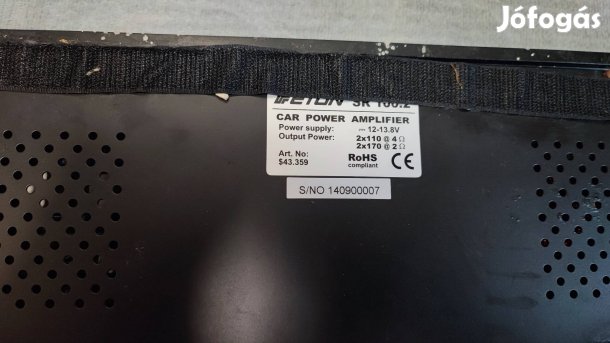 Jófogás
ETON SR 100.2
CAR POWER AMPLIFIER
Power supply: ⎓ 12-13.8V
Output Power: 2x110 @ 4 Ω
2x170 @ 2 Ω
Art. No:
$43.359
RoHS
compliant
CE
S/NO.140900007